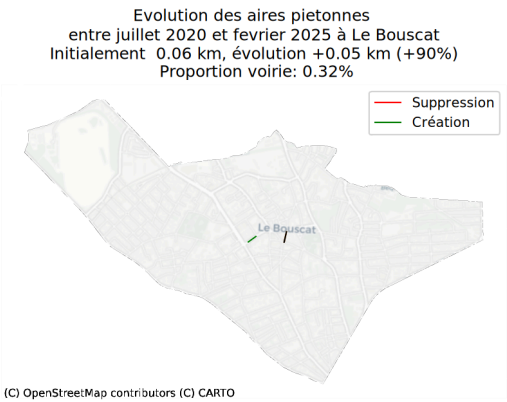 Evolution des aires pietonnes
entre juillet 2020 et fevrier 2025 à Le Bouscat
Initialement  0.06 km, évolution +0.05 km (+90%)
Proportion voirie: 0.32%
Suppression
Création
Le Bouscat
(C) OpenStreetMap contributors (C) CARTO